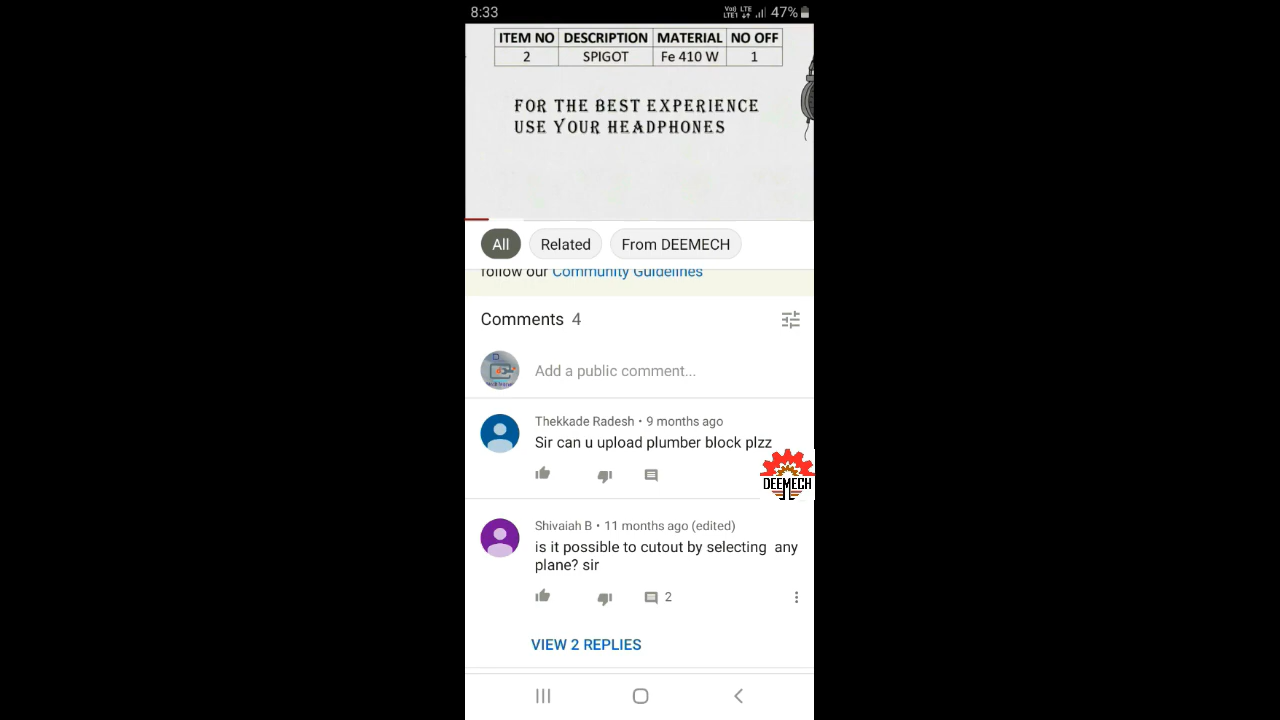 8:33
Vo) LTE
LTE1
47%
ITEM NO DESCRIPTION MATERIAL NO OFF
2 SPIGOT Fe 410 W 1
FOR THE BEST EXPERIENCE
USE YOUR HEADPHONES
All Related From DEEMECH
follow our Community Guidelines
Comments 4
Add a public comment...
Thekkade Radesh • 9 months ago
Sir can u upload plumber block plzz
DEEMECH
Shivaiah B • 11 months ago (edited)
is it possible to cutout by selecting any
plane? sir
2
VIEW 2 REPLIES